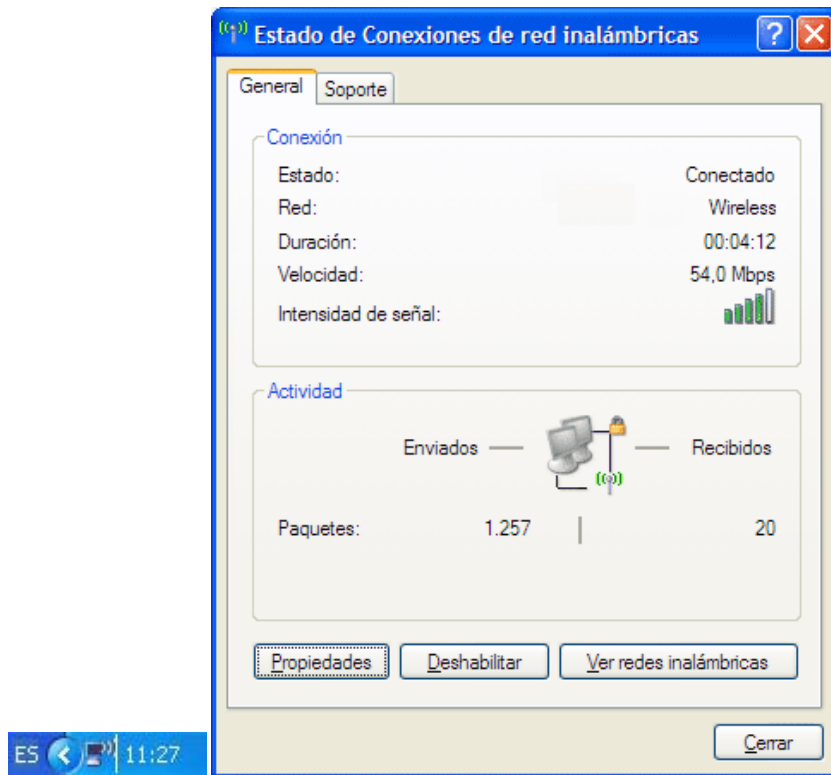 Estado de Conexiones de red inalámbricas
General Soporte
Conexión
Estado: Conectado
Red: Wireless
Duración: 00:04:12
Velocidad: 54,0 Mbps
Intensidad de señal:
Actividad
Enviados Recibidos
Paquetes: 1.257 20
Propiedades Deshabilitar Ver redes inalámbricas
Cerrar
ES 11:27